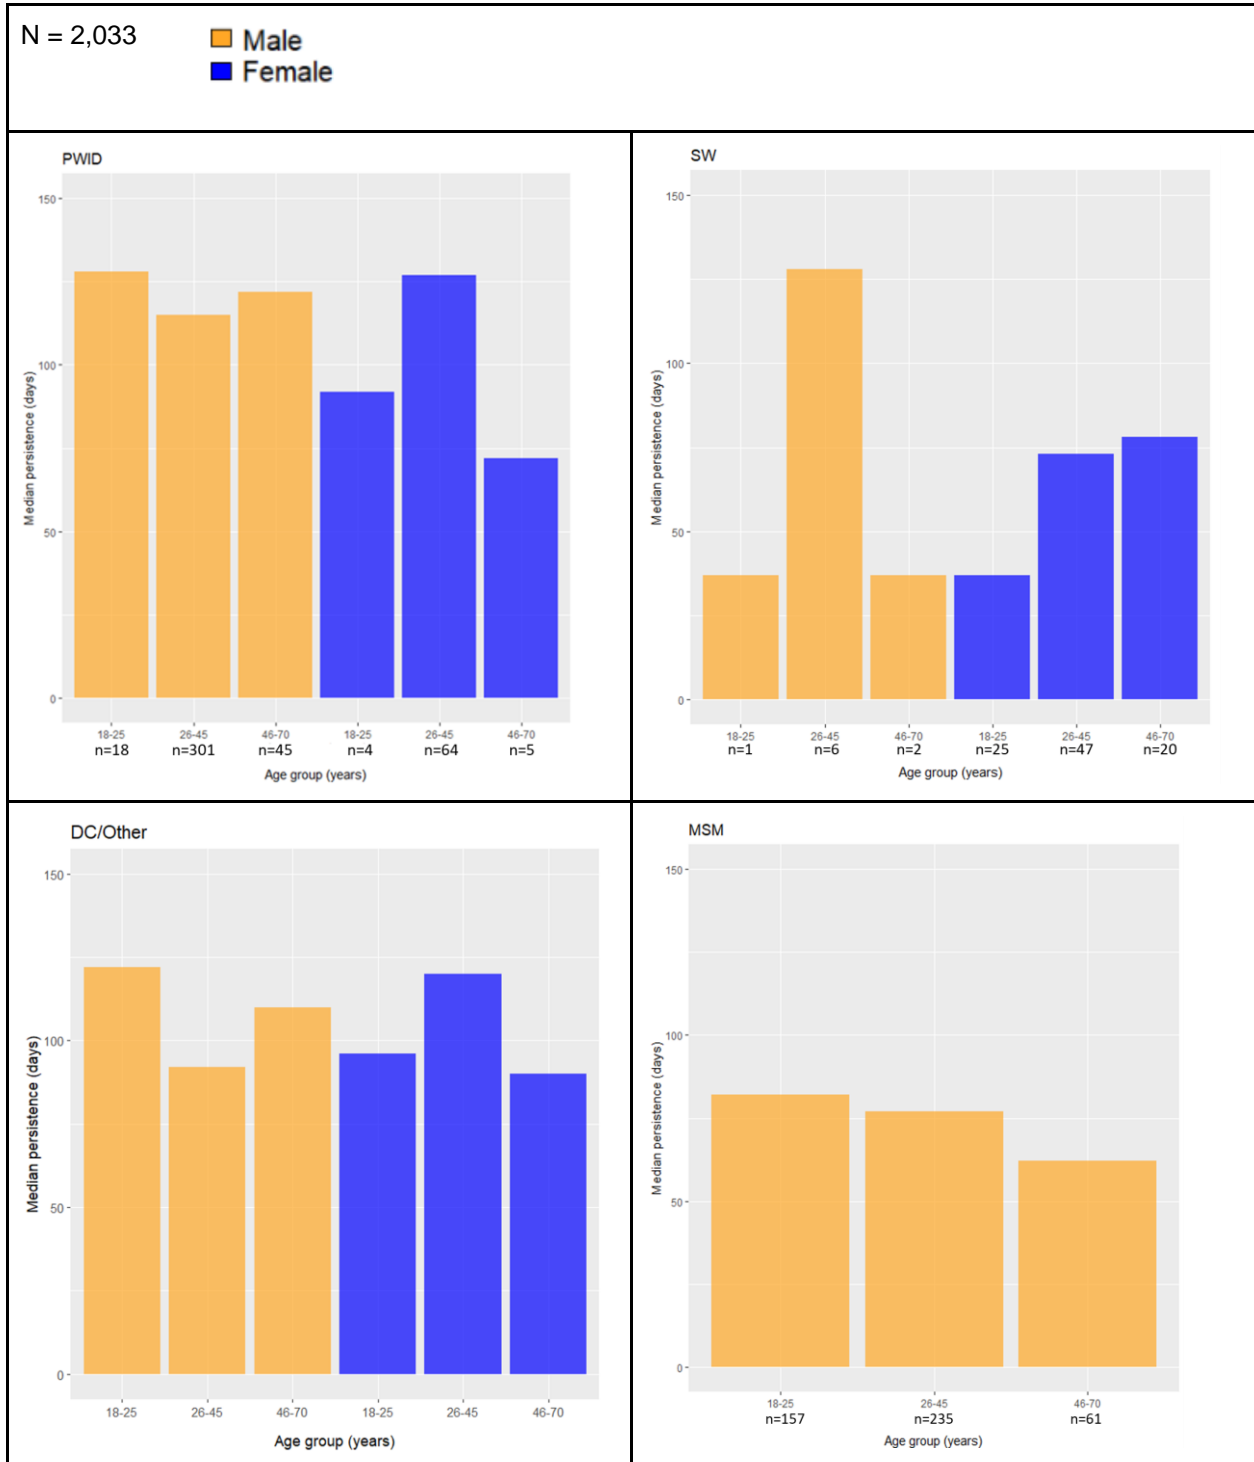 N = 2,033
Male
Female
PWID
150
100
50
0
Median persistence (days)
18-25 26-45 46-70 18-25 26-45 46-70
n=18 n=301 n=45 n=4 n=64 n=5
Age group (years)
SW
150
100
50
0
Median persistence (days)
18-25 26-45 46-70 18-25 26-45 46-70
n=1 n=6 n=2 n=25 n=47 n=20
Age group (years)
DC/Other
150
100
50
0
Median persistence (days)
18-25 26-45 46-70 18-25 26-45 46-70
Age group (years)
MSM
150
100
50
0
Median persistence (days)
18-25 26-45 46-70
n=157 n=235 n=61
Age group (years)